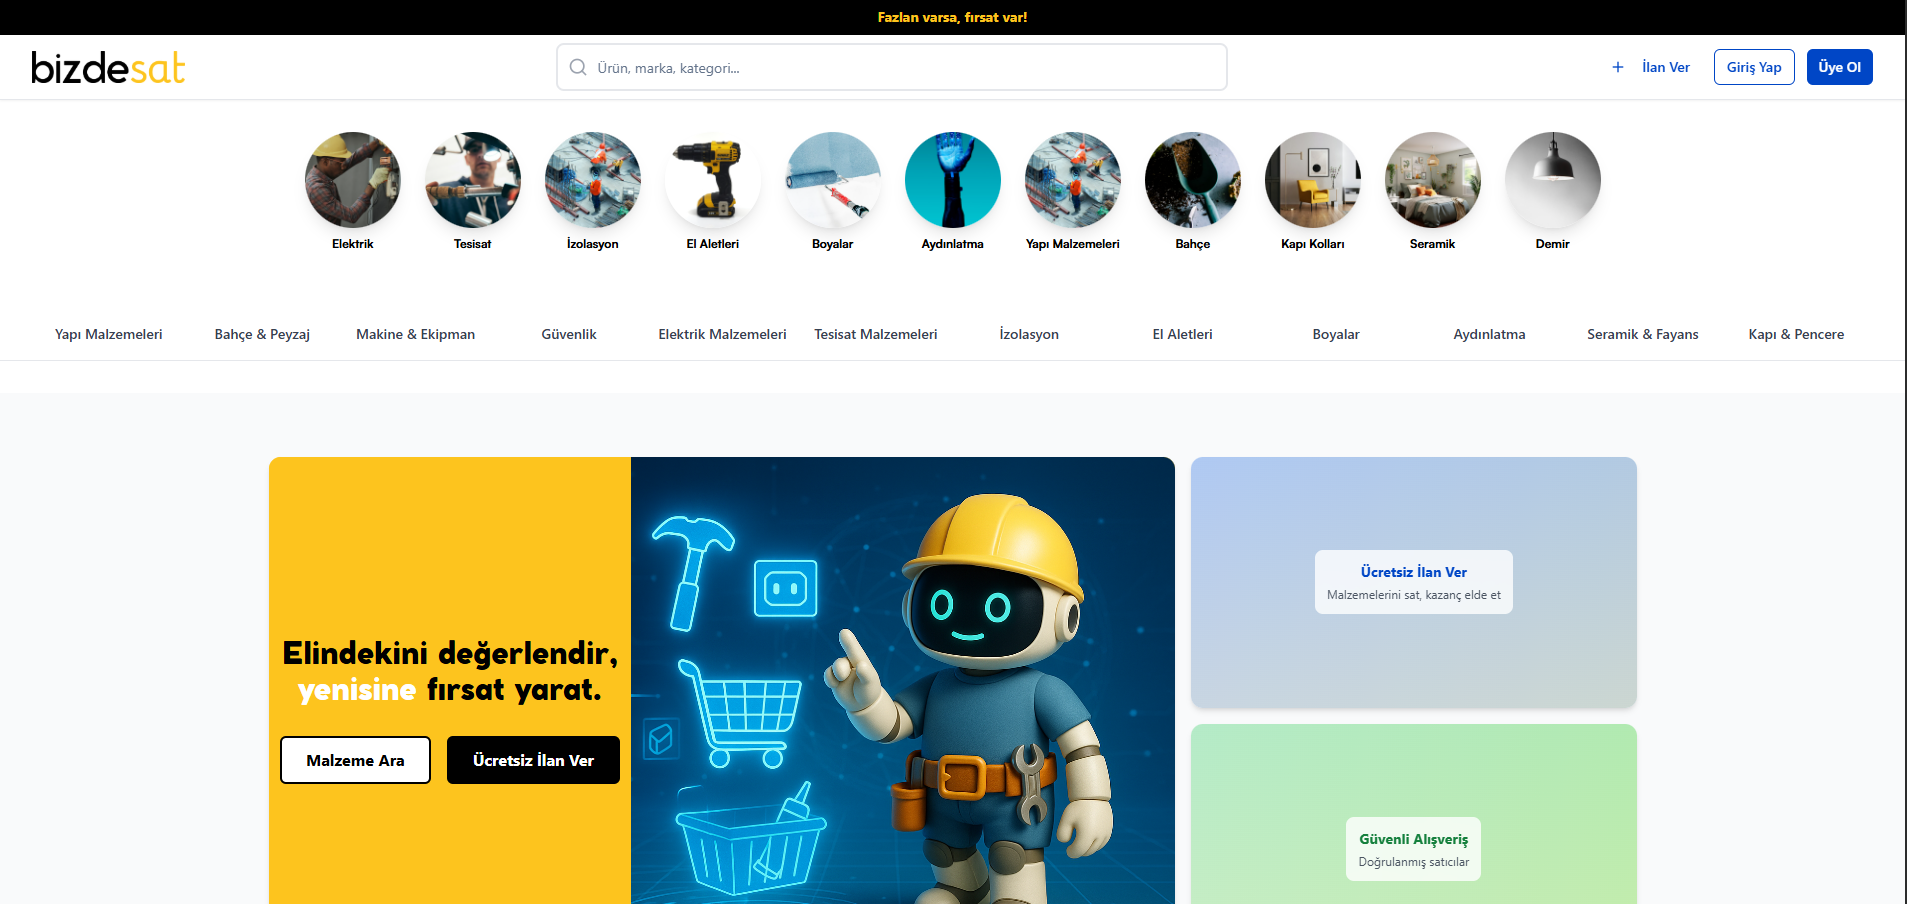 Fazlan varsa, fırsat var!
bizdesat
Ürün, marka, kategori...
+ İlan Ver
Giriş Yap
Üye Ol
Elektrik
Tesisat
İzolasyon
El Aletleri
Boyalar
Aydınlatma
Yapı Malzemeleri
Bahçe
Kapı Kolları
Seramik
Demir
Yapı Malzemeleri
Bahçe & Peyzaj
Makine & Ekipman
Güvenlik
Elektrik Malzemeleri
Tesisat Malzemeleri
İzolasyon
El Aletleri
Boyalar
Aydınlatma
Seramik & Fayans
Kapı & Pencere
Elindekini değerlendir,
yenisine fırsat yarat.
Malzeme Ara
Ücretsiz İlan Ver
Ücretsiz İlan Ver
Malzemelerini sat, kazanç elde et
Güvenli Alışveriş
Doğrulanmış satıcılar